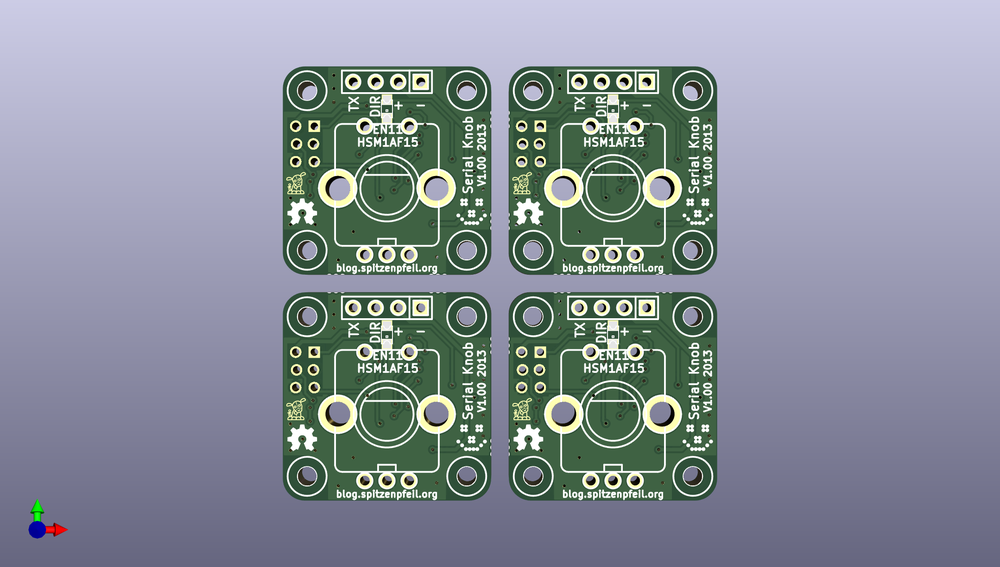 TX DIR + −
EN11
HSM1AF15
Serial Knob
V1.00 2013
blog.spitzenpfeil.org
TX DIR + −
EN11
HSM1AF15
Serial Knob
V1.00 2013
blog.spitzenpfeil.org
TX DIR + −
EN11
HSM1AF15
Serial Knob
V1.00 2013
blog.spitzenpfeil.org
TX DIR + −
EN11
HSM1AF15
Serial Knob
V1.00 2013
blog.spitzenpfeil.org